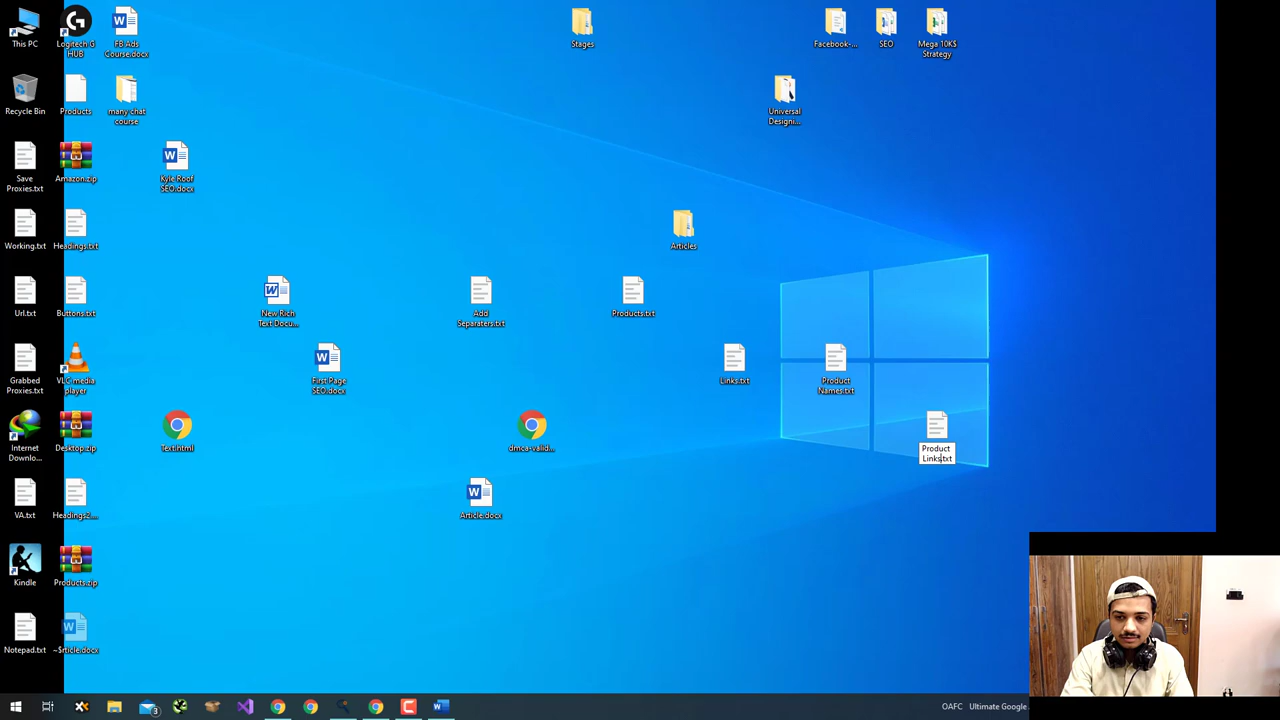 This PC
Logitech G
HUB
FB Ads
Course.docx
Stages
Facebook-...
SEO
Mega 10K$
Strategy
Recycle Bin
Products
many chat
course
Universal
Designi...
Save
Proxies.txt
Amazon.zip
Kyle Roof
SEO.docx
Working.txt
Headings.txt
Articles
Url.txt
Buttons.txt
New Rich
Text Docu...
Add
Separaters.txt
Products.txt
Grabbed
Proxies.txt
VLC media
player
First Page
SEO.docx
Links.txt
Product
Names.txt
Internet
Downlo...
Desktop.zip
Text.html
dmca-valid...
Product
Links.txt
VA.txt
Headings2....
Article.docx
Kindle
Products.zip
Notepad.txt
~$rticle.docx
3
OAFC
Ultimate Google